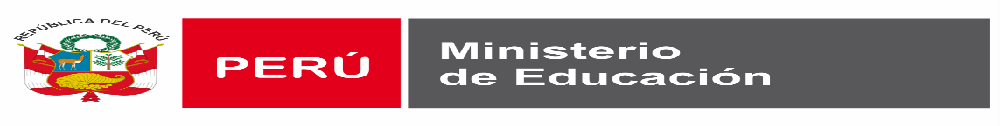 REPÚBLICA DEL PERÚ
PERÚ
Ministerio
de Educación